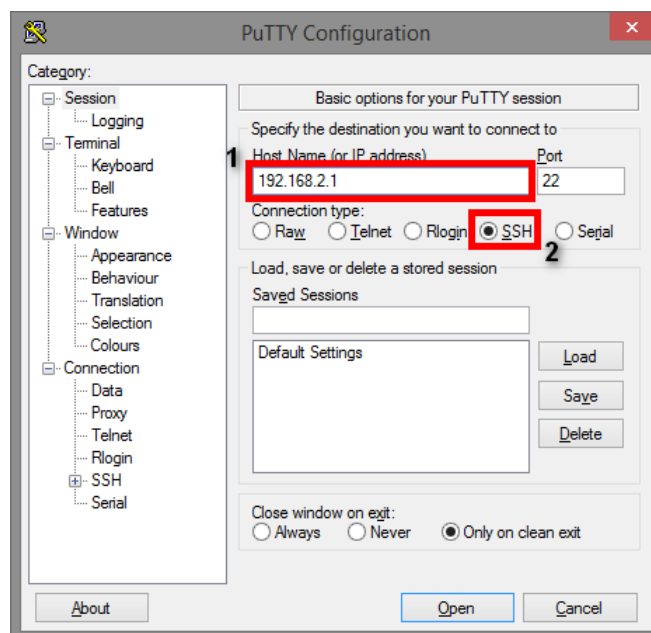 PuTTY Configuration
Category:
Session
Logging
Terminal
Keyboard
Bell
Features
Window
Appearance
Behaviour
Translation
Selection
Colours
Connection
Data
Proxy
Telnet
Rlogin
SSH
Serial
Basic options for your PuTTY session
Specify the destination you want to connect to
1 Host Name (or IP address) Port
192.168.2.1 22
Connection type:
Raw Telnet Rlogin SSH Serial
2
Load, save or delete a stored session
Saved Sessions
Default Settings
Load
Save
Delete
Close window on exit:
Always Never Only on clean exit
About Open Cancel